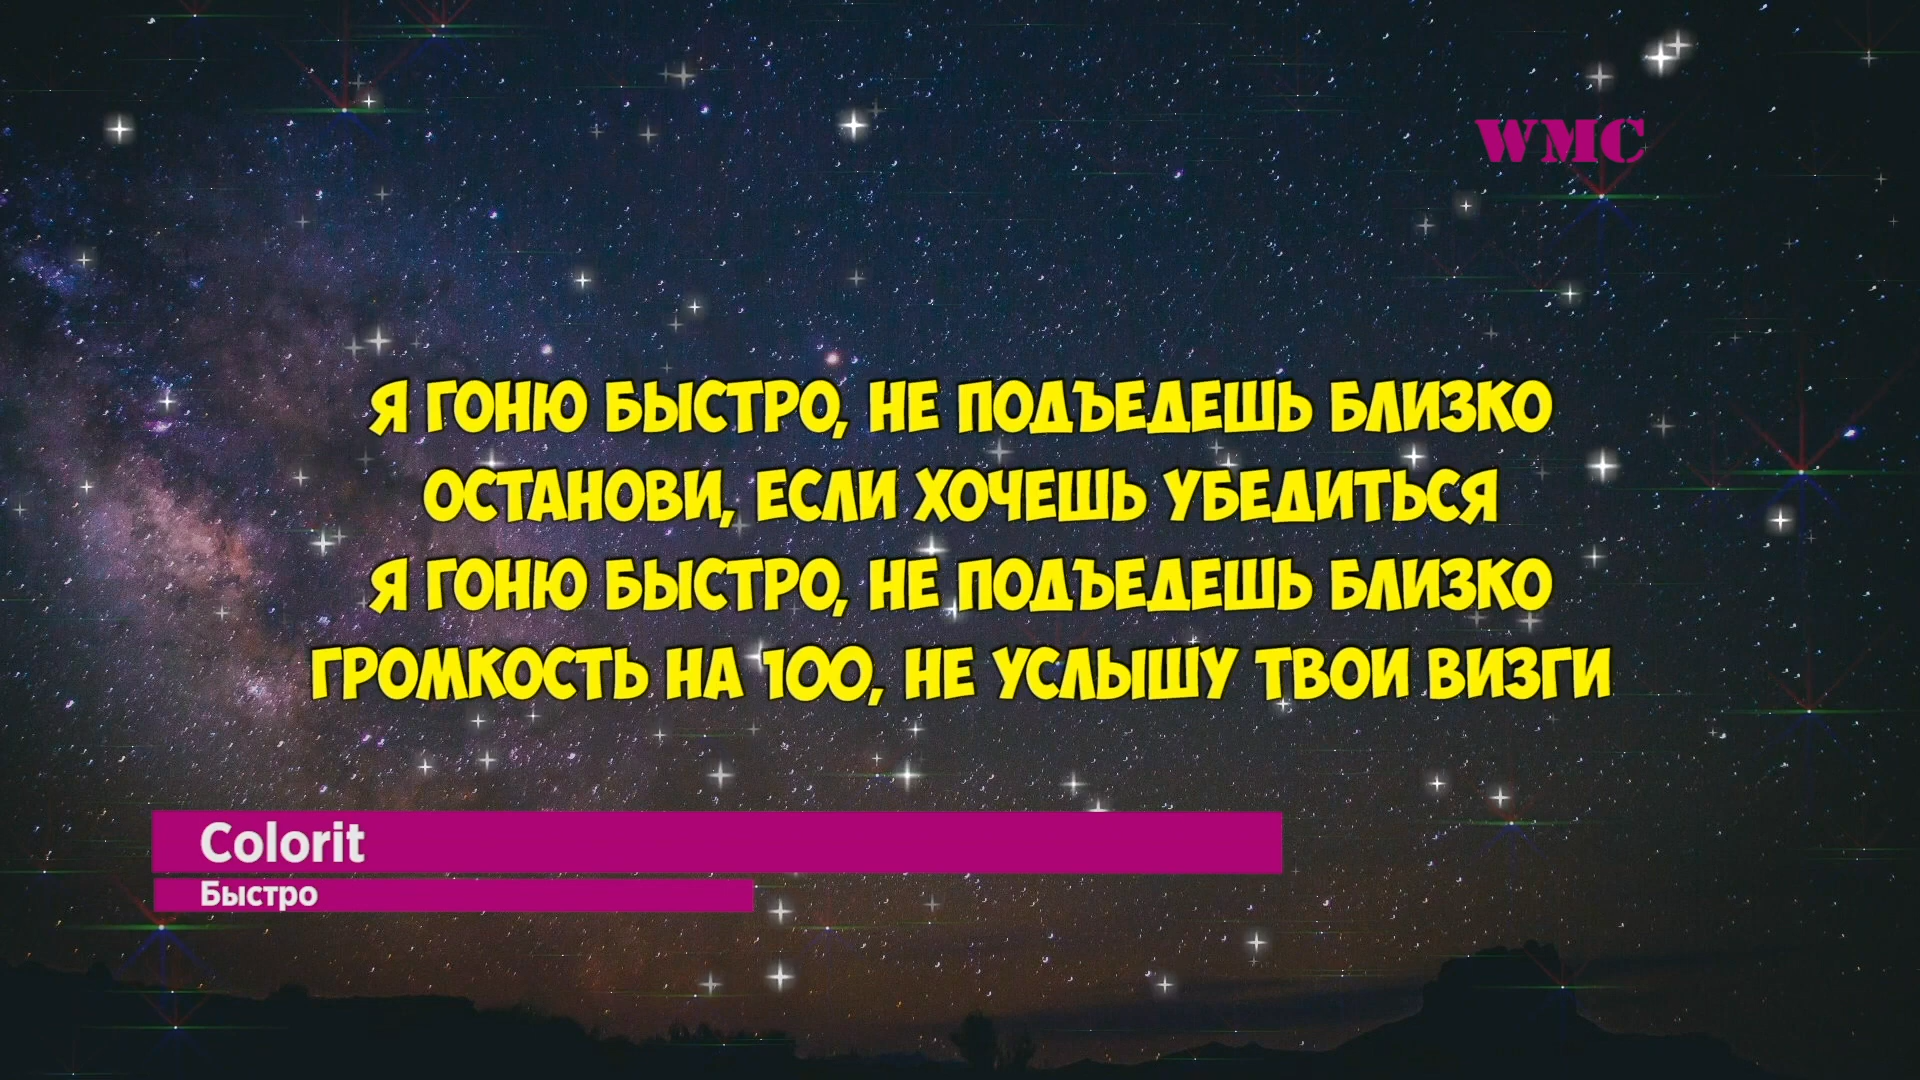 WMC
Я ГОНЮ БЫСТРО, НЕ ПОДЪЕДЕШЬ БЛИЗКО
ОСТАНОВИ, ЕСЛИ ХОЧЕШЬ УБЕДИТЬСЯ
Я ГОНЮ БЫСТРО, НЕ ПОДЪЕДЕШЬ БЛИЗКО
ГРОМКОСТЬ НА 100, НЕ УСЛЫШУ ТВОИ ВИЗГИ
Colorit
Быстро